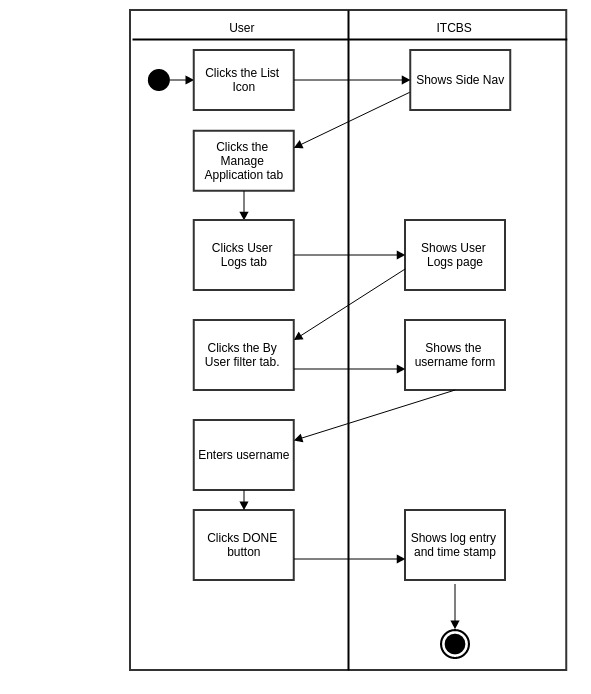 User
ITCBS
Clicks the List
Icon
Shows Side Nav
Clicks the
Manage
Application tab
Clicks User
Logs tab
Shows User
Logs page
Clicks the By
User filter tab.
Shows the
username form
Enters username
Clicks DONE
button
Shows log entry
and time stamp